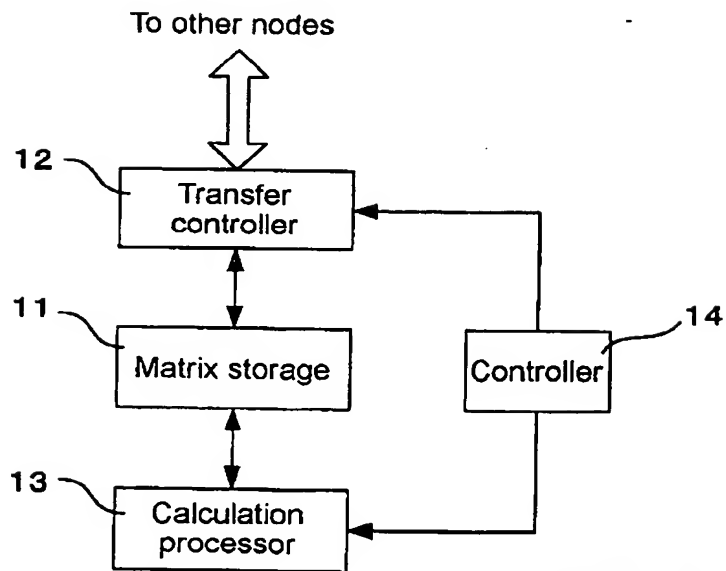 To other nodes
12
Transfer
controller
11
Matrix storage
14
Controller
13
Calculation
processor